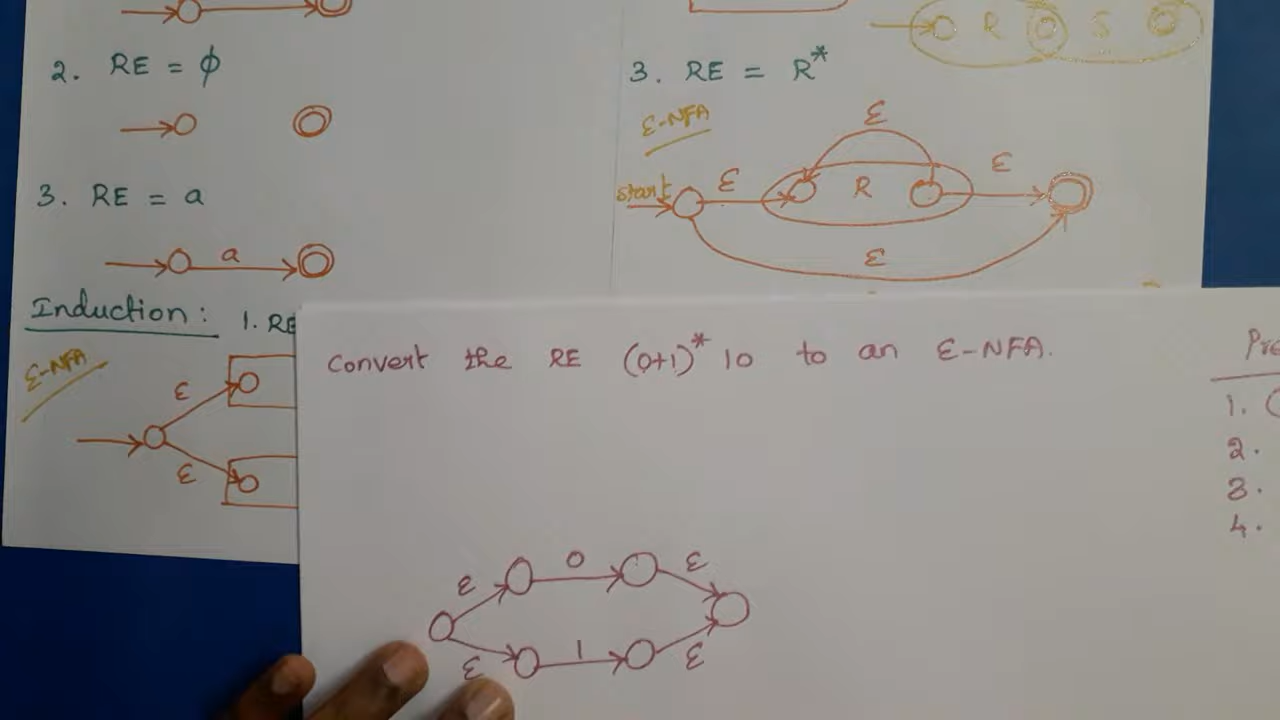 2. RE = ϕ
3. RE = a
a
Induction: 1. RE
ε-NFA
ε
ε
R S
3. RE = R*
ε-NFA
start
ε
ε
R
ε
ε
Convert the RE (0+1)* 10 to an ε-NFA.
ε 0 ε
ε 1 ε
1. (
2.
3.
4.